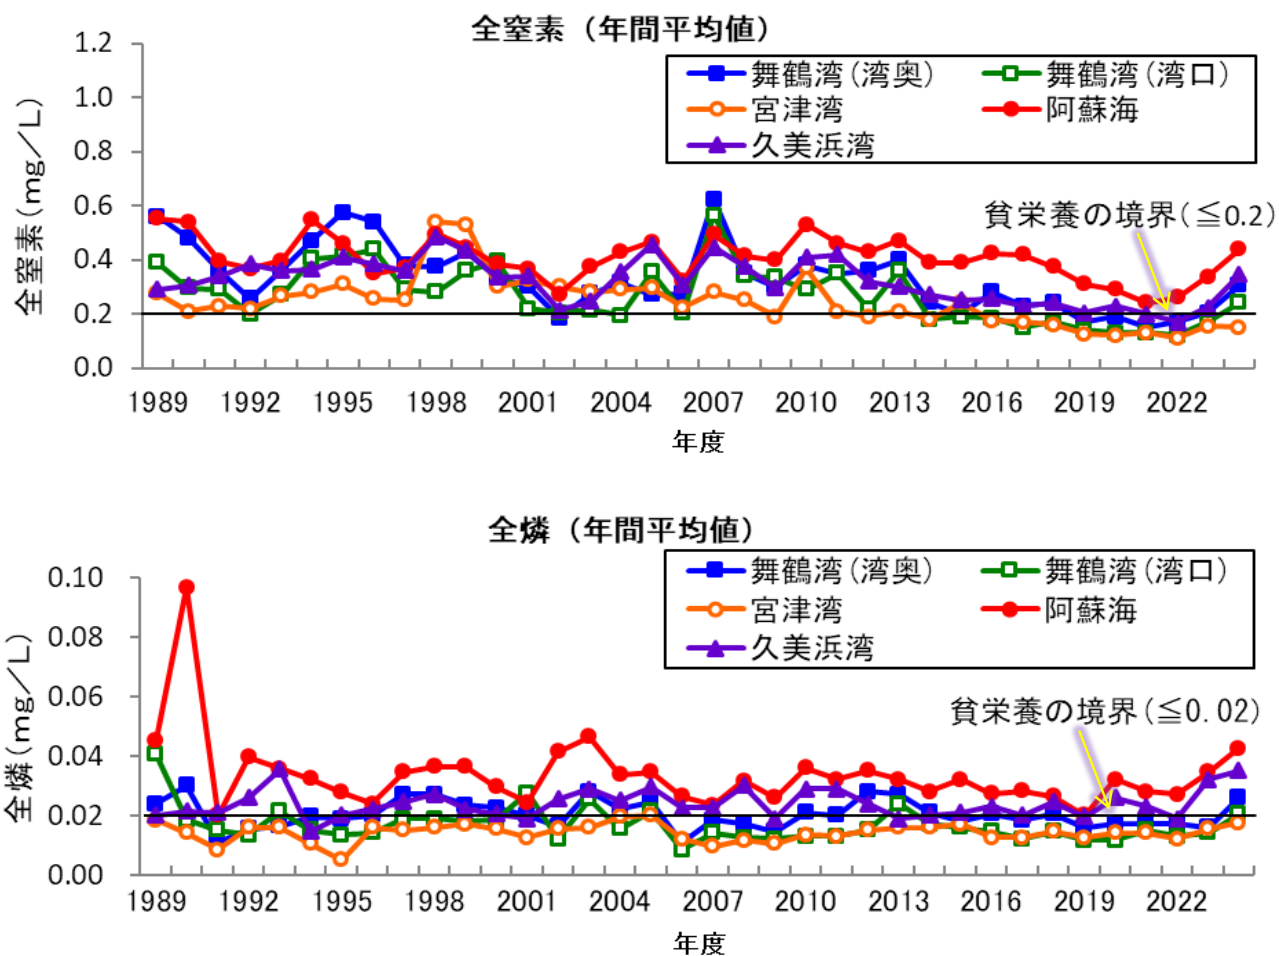 全窒素（年間平均値）
1.2
1.0
0.8
0.6
0.4
0.2
0.0
全窒素(mg／L)
舞鶴湾(湾奥)
舞鶴湾(湾口)
宮津湾
阿蘇海
久美浜湾
貧栄養の境界(≦0.2)
1989 1992 1995 1998 2001 2004 2007 2010 2013 2016 2019 2022
年度
全燐（年間平均値）
0.10
0.08
0.06
0.04
0.02
0.00
全燐(mg／L)
舞鶴湾(湾奥)
舞鶴湾(湾口)
宮津湾
阿蘇海
久美浜湾
貧栄養の境界(≦0.02)
1989 1992 1995 1998 2001 2004 2007 2010 2013 2016 2019 2022
年度